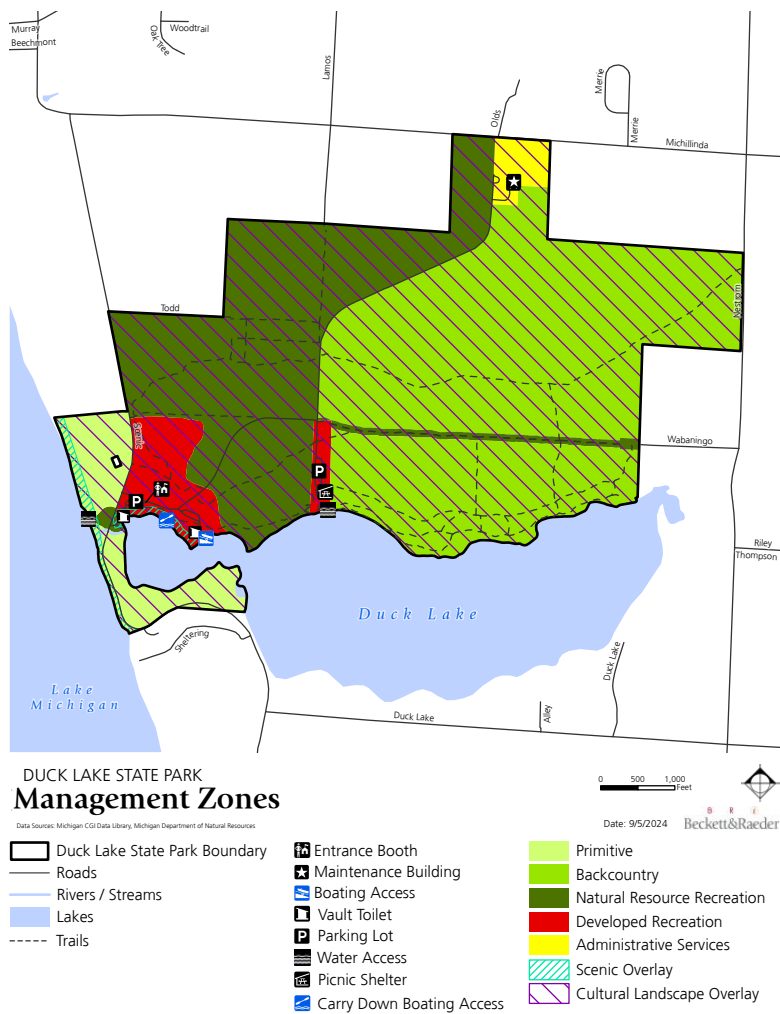 Murray
Beechmont
Oak Tree
Woodtrail
Lamos
Olds
Merrie
Merrie
Michillinda
Todd
Nestrom
Scenic
Wabaningo
Riley
Thompson
Duck Lake
Sheltering
Lake
Michigan
Duck Lake
Alley
Duck Lake
P
P
DUCK LAKE STATE PARK
Management Zones
Data Sources: Michigan CGI Data Library, Michigan Department of Natural Resources
0 500 1,000
Feet
Date: 9/5/2024
B R i
Beckett&Raeder
Duck Lake State Park Boundary
Roads
Rivers / Streams
Lakes
Trails
Entrance Booth
Maintenance Building
Boating Access
Vault Toilet
P Parking Lot
Water Access
Picnic Shelter
Carry Down Boating Access
Primitive
Backcountry
Natural Resource Recreation
Developed Recreation
Administrative Services
Scenic Overlay
Cultural Landscape Overlay